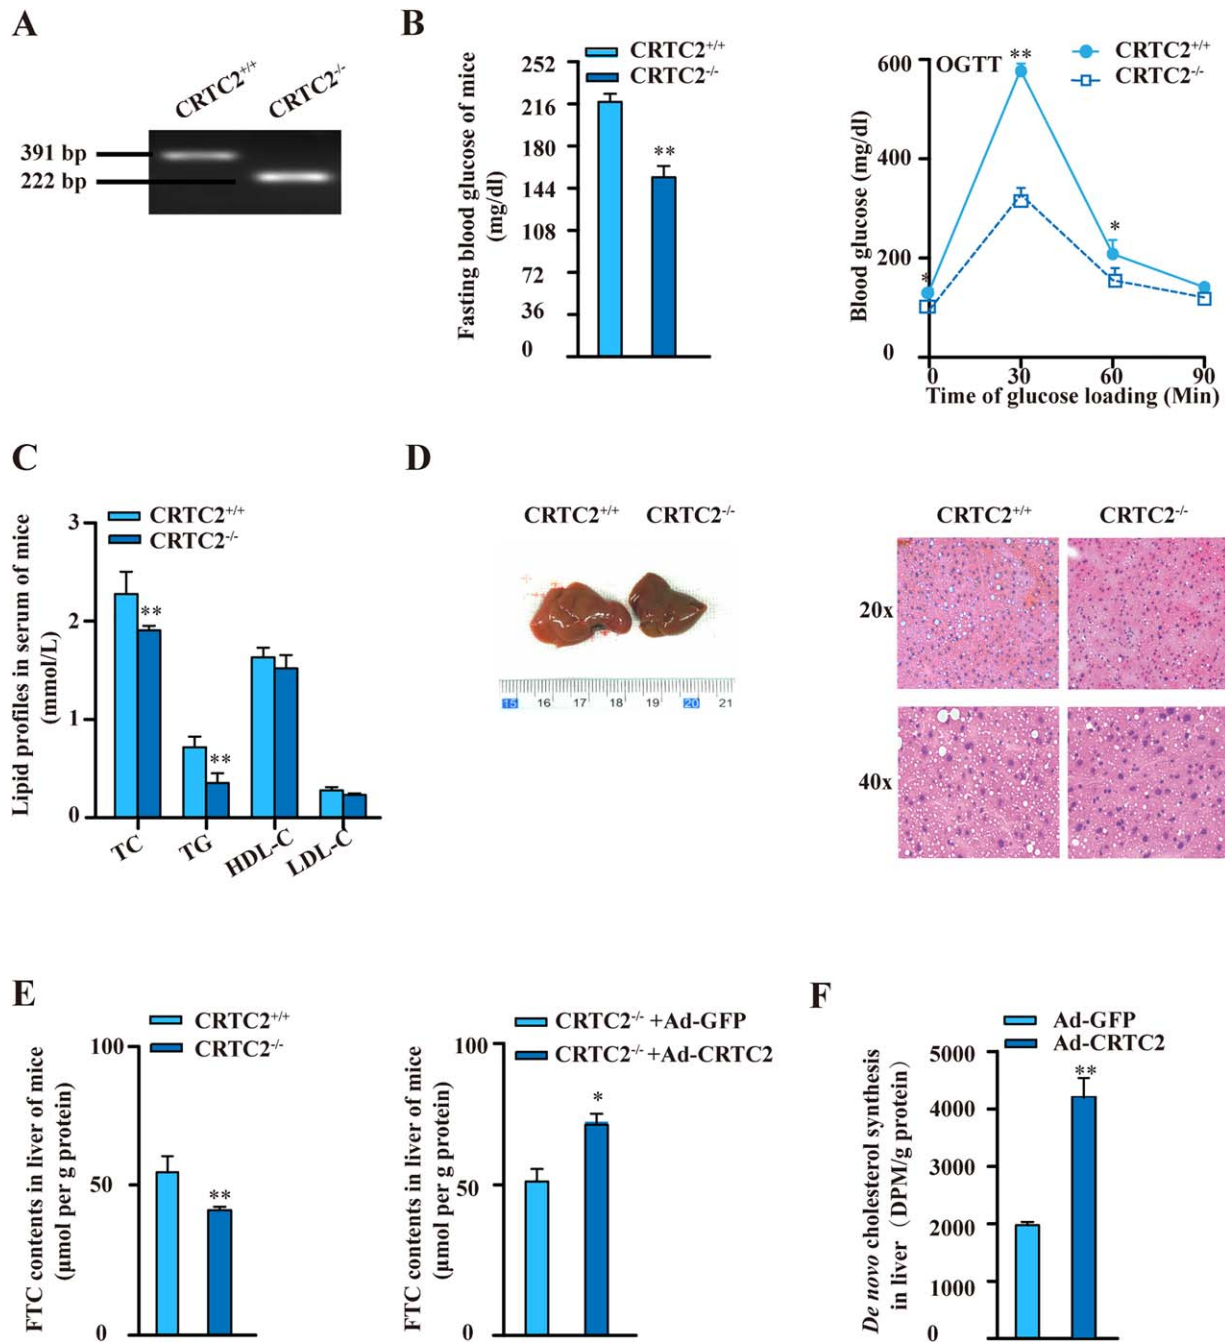 A
CRTC2+/+
CRTC2-/-
391 bp
222 bp
B
CRTC2+/+
CRTC2-/-
Fasting blood glucose of mice
(mg/dl)
252
216
180
144
108
72
36
0
**
OGTT
CRTC2+/+
CRTC2-/-
Blood glucose (mg/dl)
600
400
200
0
*
**
*
0 30 60 90
Time of glucose loading (Min)
C
CRTC2+/+
CRTC2-/-
Lipid profiles in serum of mice
(mmol/L)
3
2
1
0
**
**
TC TG HDL-C LDL-C
D
CRTC2+/+ CRTC2-/-
15 16 17 18 19 20 21
CRTC2+/+ CRTC2-/-
20x
40x
E
CRTC2+/+
CRTC2-/-
FTC contents in liver of mice
(μmol per g protein)
100
50
0
**
CRTC2-/- +Ad-GFP
CRTC2-/- +Ad-CRTC2
FTC contents in liver of mice
(μmol per g protein)
100
50
0
*
F
Ad-GFP
Ad-CRTC2
De novo cholesterol synthesis
in liver (DPM/g protein)
5000
4000
3000
2000
1000
0
**